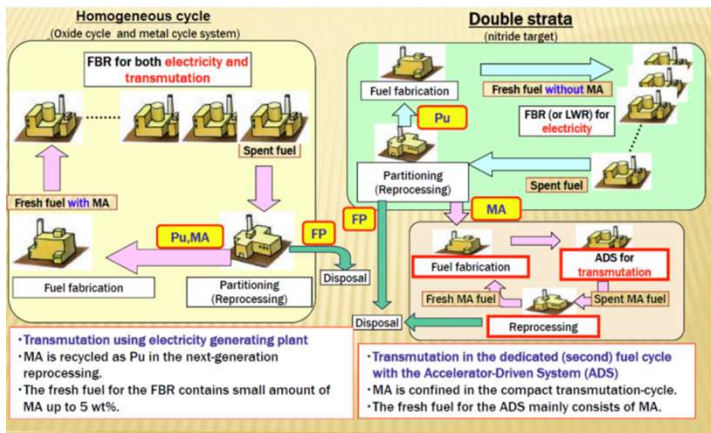 Homogeneous cycle
(Oxide cycle and metal cycle system)
FBR for both electricity and
transmutation
Spent fuel
Fresh fuel with MA
Pu,MA
FP
Fuel fabrication
Partitioning
(Reprocessing)
Disposal
・Transmutation using electricity generating plant
・MA is recycled as Pu in the next-generation
reprocessing.
・The fresh fuel for the FBR contains small amount of
MA up to 5 wt%.
Double strata
(nitride target)
Fuel fabrication
Fresh fuel without MA
Pu
FBR (or LWR) for
electricity
Partitioning
(Reprocessing)
Spent fuel
FP
MA
Fuel fabrication
ADS for
transmutation
Fresh MA fuel
Spent MA fuel
Disposal
Reprocessing
・Transmutation in the dedicated (second) fuel cycle
with the Accelerator-Driven System (ADS)
・MA is confined in the compact transmutation-cycle.
・The fresh fuel for the ADS mainly consists of MA.